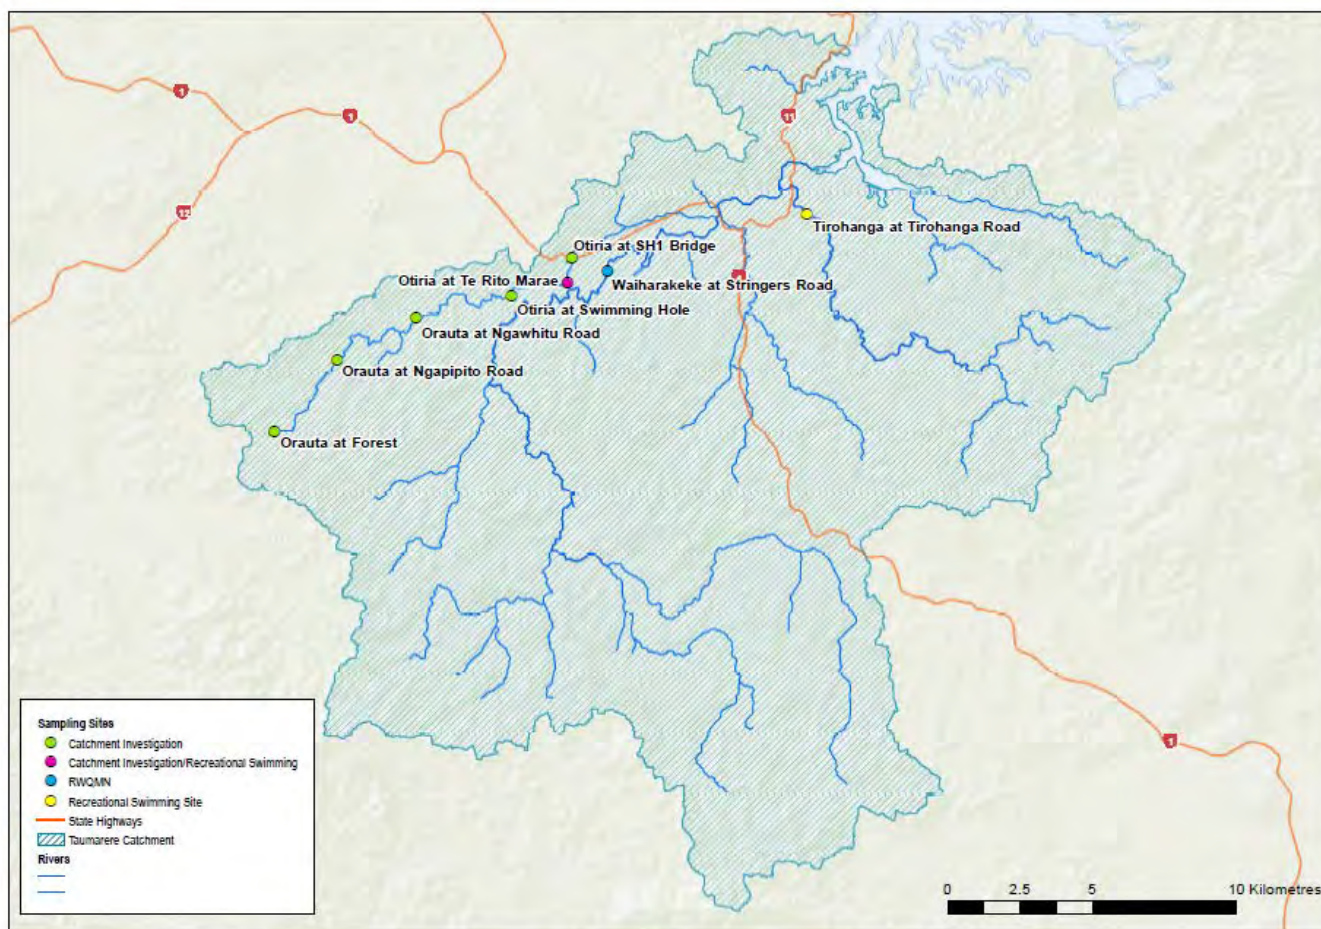 1
1
11
12
Tirohanga at Tirohanga Road
Otiria at SH1 Bridge
Otiria at Te Rito Marae
Waiharakeke at Stringers Road
Otiria at Swimming Hole
Orauta at Ngawhitu Road
Orauta at Ngapipito Road
Orauta at Forest
Sampling Sites
Catchment Investigation
Catchment Investigation/Recreational Swimming
RWQMN
Recreational Swimming Site
State Highways
Taumarere Catchment
Rivers
1
0 2.5 5 10 Kilometres